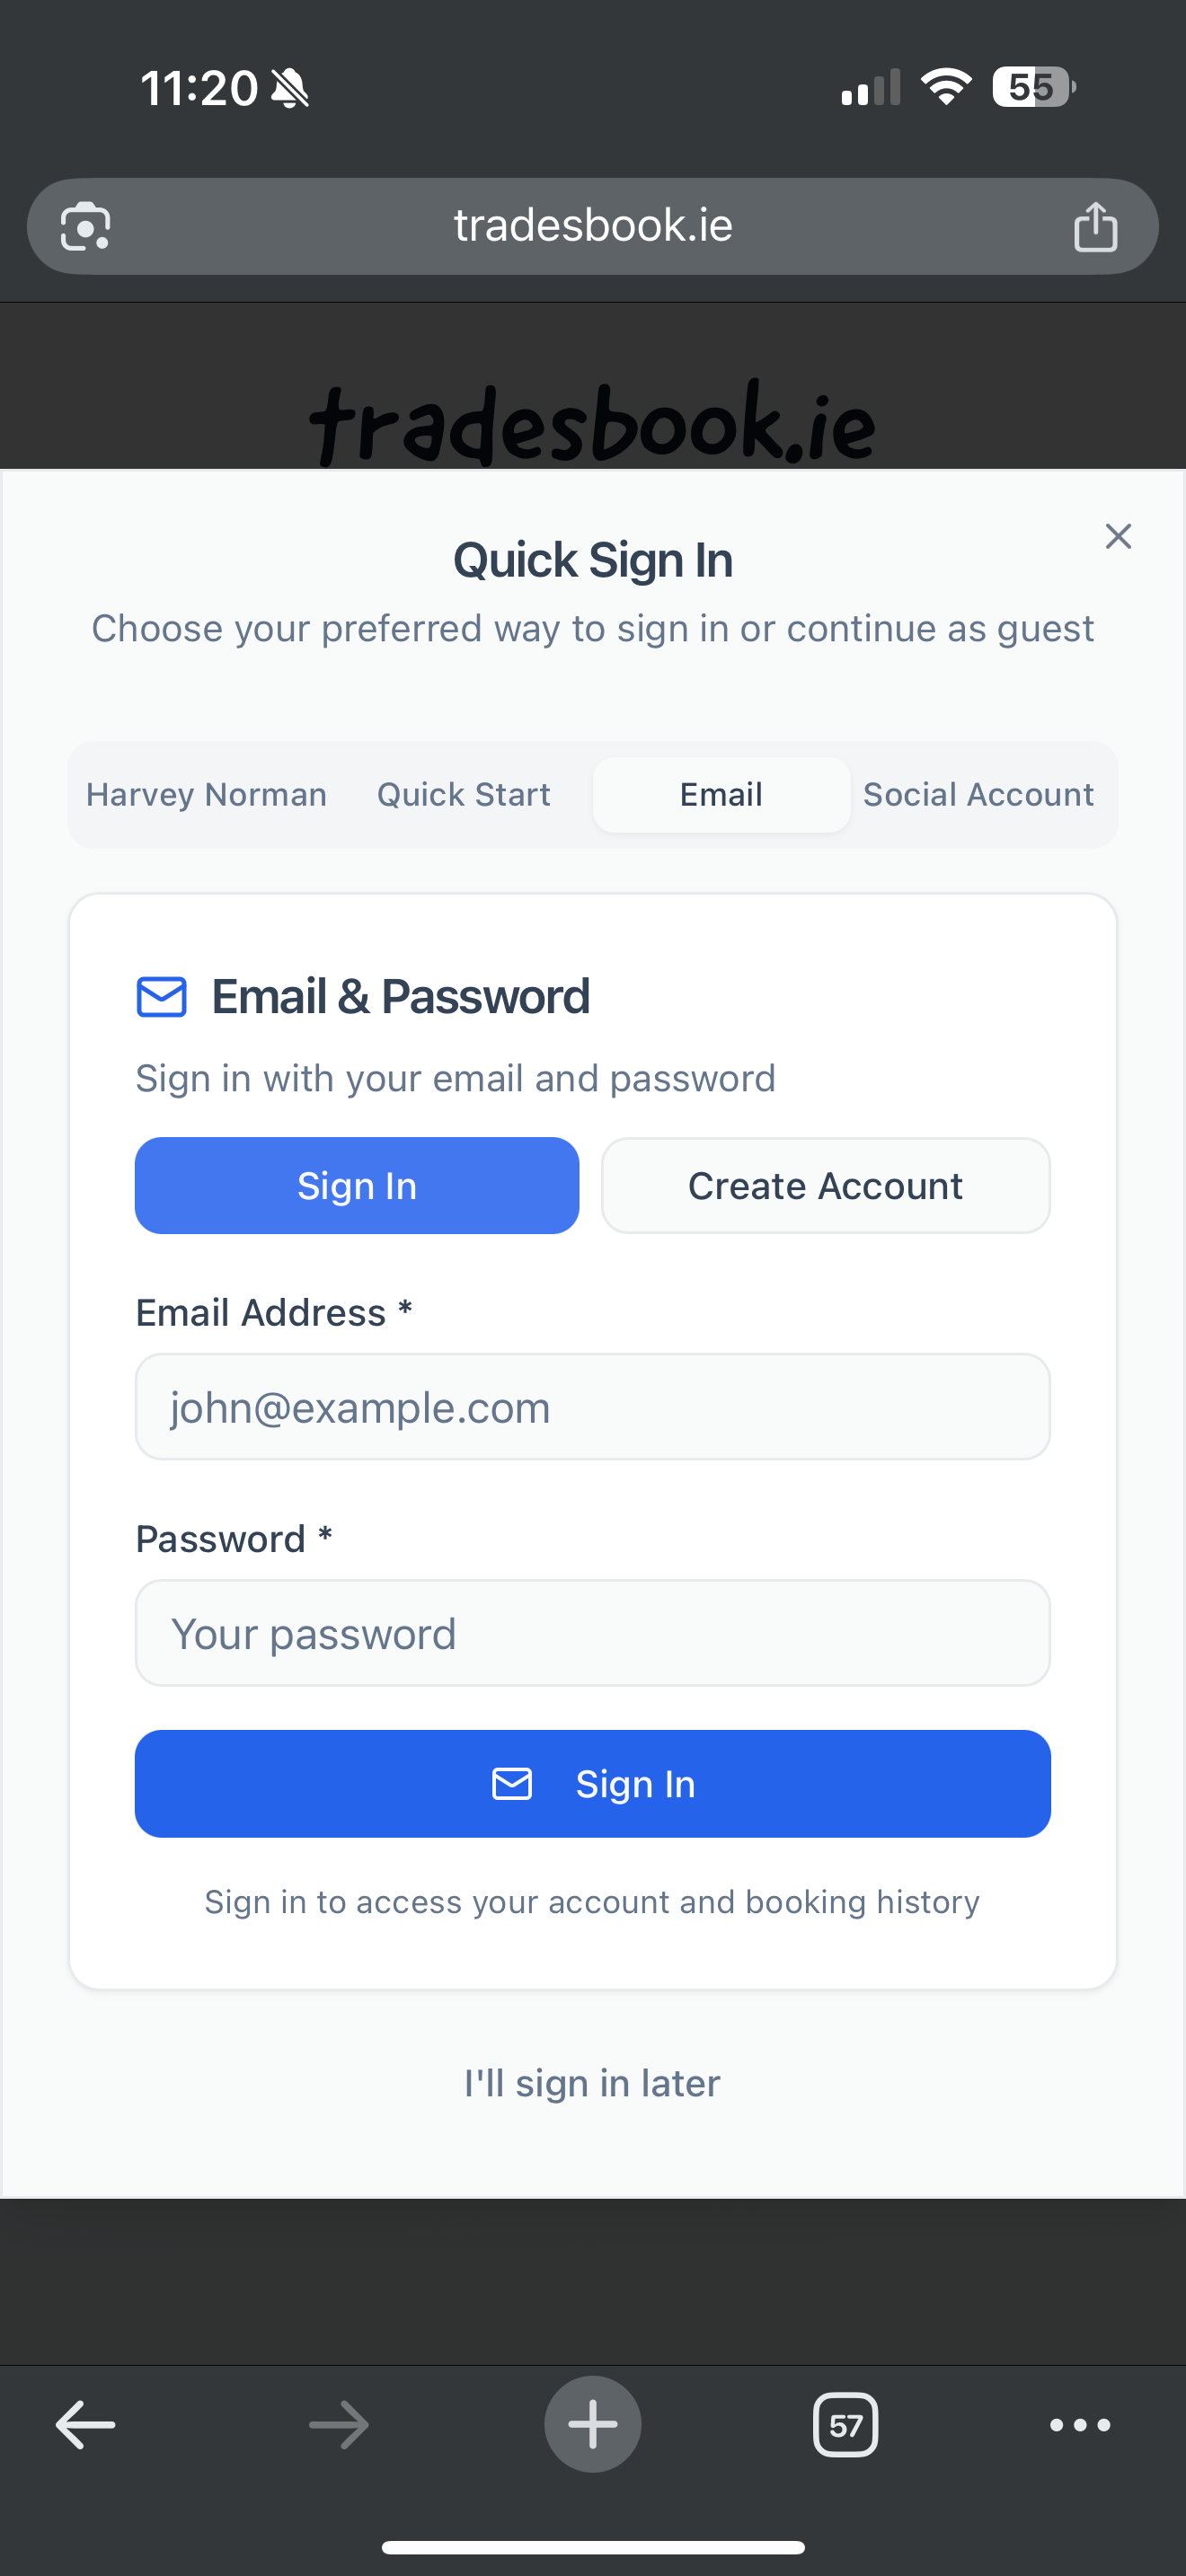 11:20
55
tradesbook.ie
tradesbook.ie
Quick Sign In
Choose your preferred way to sign in or continue as guest
Harvey Norman Quick Start Email Social Account
Email & Password
Sign in with your email and password
Sign In Create Account
Email Address *
john@example.com
Password *
Your password
Sign In
Sign in to access your account and booking history
I'll sign in later
57